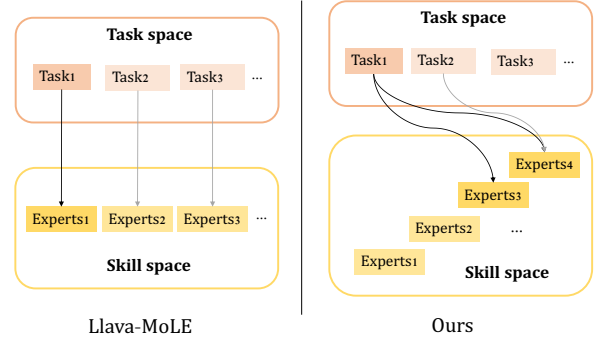 Task space
Task1 Task2 Task3 ...
Experts1 Experts2 Experts3 ...
Skill space
Llava-MoLE
Task space
Task1 Task2 Task3 ...
Experts4
Experts3
Experts2 ...
Experts1
Skill space
Ours